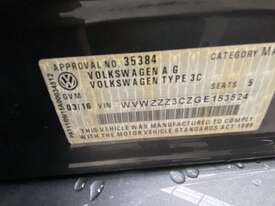 APPROVAL NO. 35384 CATEGORY
VOLKSWAGEN A G
VOLKSWAGEN TYPE 3C
GVM SEATS 5
03/16 WVWZZZ3CZGE153524
THIS VEHICLE WAS MANUFACTURED TO COMPLY
WITH THE MOTOR VEHICLE STANDARDS ACT 1989